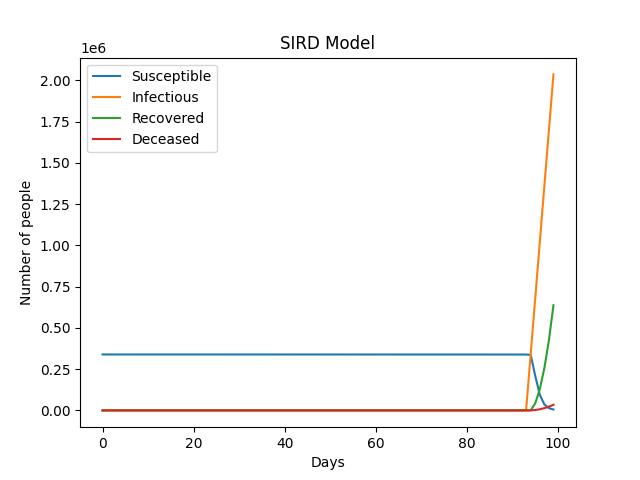 SIRD Model
1e6
Susceptible
Infectious
Recovered
Deceased
2.00
1.75
1.50
1.25
1.00
0.75
0.50
0.25
0.00
Number of people
0 20 40 60 80 100
Days